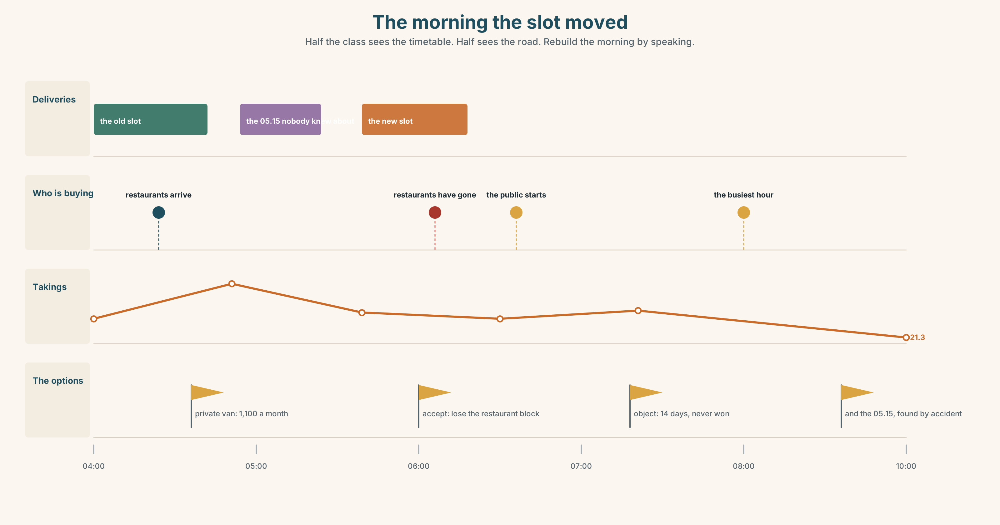 The morning the slot moved
Half the class sees the timetable. Half sees the road. Rebuild the morning by speaking.
Deliveries
the old slot
the 05.15 nobody knew about
the new slot
Who is buying
restaurants arrive
restaurants have gone
the public starts
the busiest hour
Takings
21.3
The options
private van: 1,100 a month
accept: lose the restaurant block
object: 14 days, never won
and the 05.15, found by accident
04:00
05:00
06:00
07:00
08:00
10:00